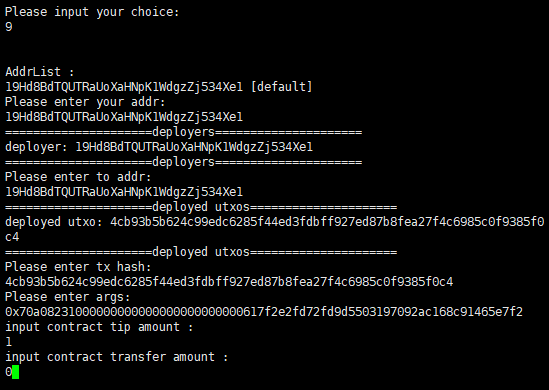 Please input your choice:
9
AddrList :
19Hd8BdTQUTRaUoXaHNpK1WdgzZj534Xe1 [default]
Please enter your addr:
19Hd8BdTQUTRaUoXaHNpK1WdgzZj534Xe1
=====================deployers=====================
deployer: 19Hd8BdTQUTRaUoXaHNpK1WdgzZj534Xe1
=====================deployers=====================
Please enter to addr:
19Hd8BdTQUTRaUoXaHNpK1WdgzZj534Xe1
=====================deployed utxos=====================
deployed utxo: 4cb93b5b624c99edc6285f44ed3fdbff927ed87b8fea27f4c6985c0f9385f0
c4
=====================deployed utxos=====================
Please enter tx hash:
4cb93b5b624c99edc6285f44ed3fdbff927ed87b8fea27f4c6985c0f9385f0c4
Please enter args:
0x70a08231000000000000000000000000617f2e2fd72fd9d5503197092ac168c91465e7f2
input contract tip amount :
1
input contract transfer amount :
0